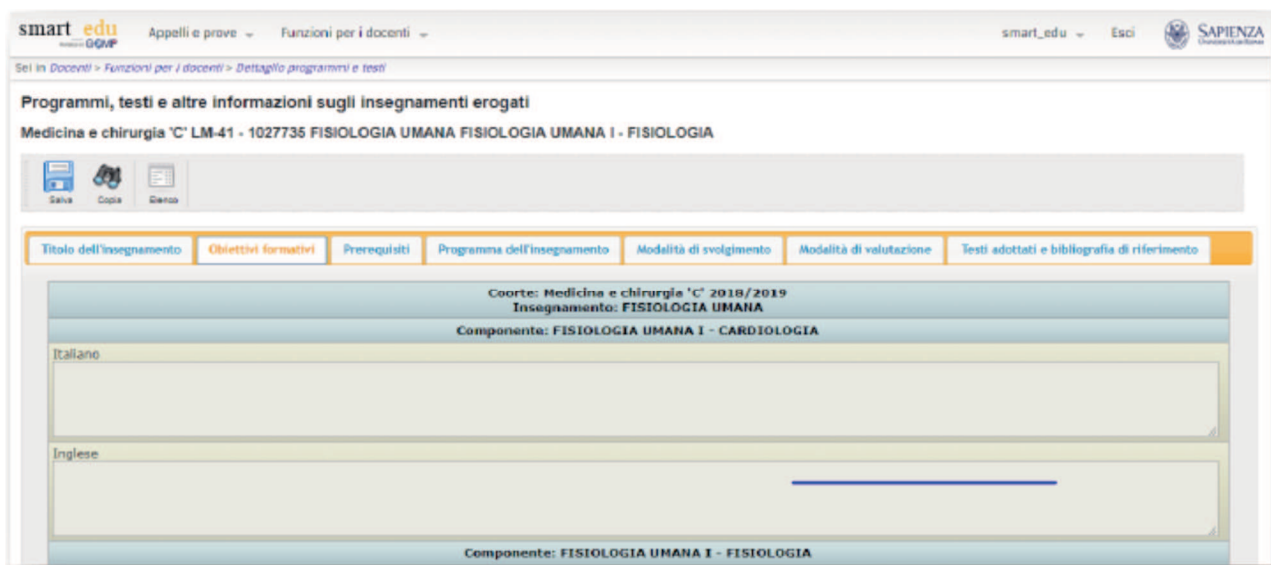 smart_edu Appelli e prove Funzioni per i docenti smart_edu Esci SAPIENZA
GOMP
Sei in Docenti > Funzioni per i docenti > Dettaglio programmi e testi
Programmi, testi e altre informazioni sugli insegnamenti erogati
Medicina e chirurgia 'C' LM-41 - 1027735 FISIOLOGIA UMANA FISIOLOGIA UMANA I - FISIOLOGIA
Salva Copia Elenco
Titolo dell'insegnamento Obiettivi formativi Prerequisiti Programma dell'insegnamento Modalità di svolgimento Modalità di valutazione Testi adottati e bibliografia di riferimento
Coorte: Medicina e chirurgia 'C' 2018/2019
Insegnamento: FISIOLOGIA UMANA
Componente: FISIOLOGIA UMANA I - CARDIOLOGIA
Italiano
Inglese
Componente: FISIOLOGIA UMANA I - FISIOLOGIA